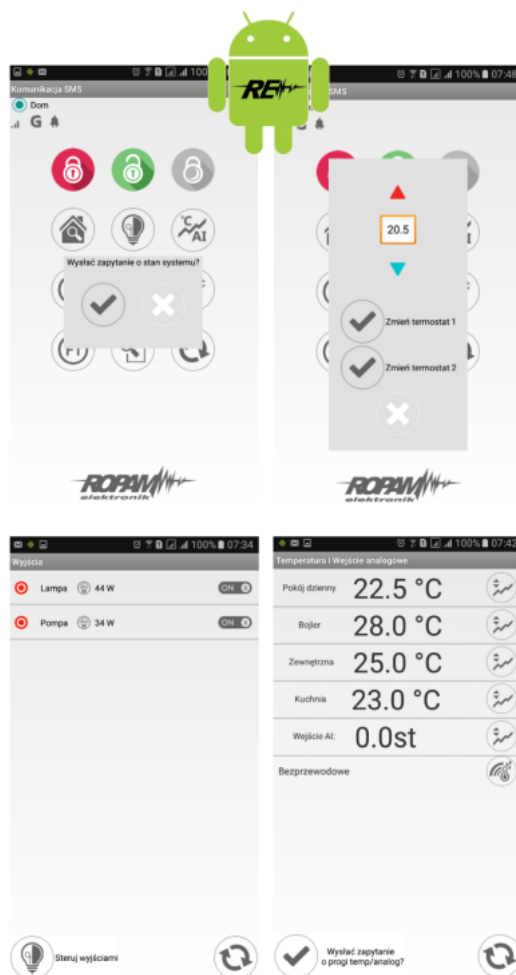 100%
Komunikacja SMS
Dom
G
°C
AI
Wysłać zapytanie o stan systemu?
F1
ROPAM
elektronik
RE
100% 07:48
SMS
20.5
Zmień termostat 1
Zmień termostat 2
ROPAM
elektronik
100% 07:34
Wyjścia
Lampa 44 W ON
Pompa 34 W ON
Steruj wyjściami
100% 07:42
Temperatura i Wejście analogowe
Pokój dzienny 22.5 °C
Bojler 28.0 °C
Zewnętrzna 25.0 °C
Kuchnia 23.0 °C
Wejście AI: 0.0st
Bezprzewodowe
Wysłać zapytanie
o progi temp/analog?